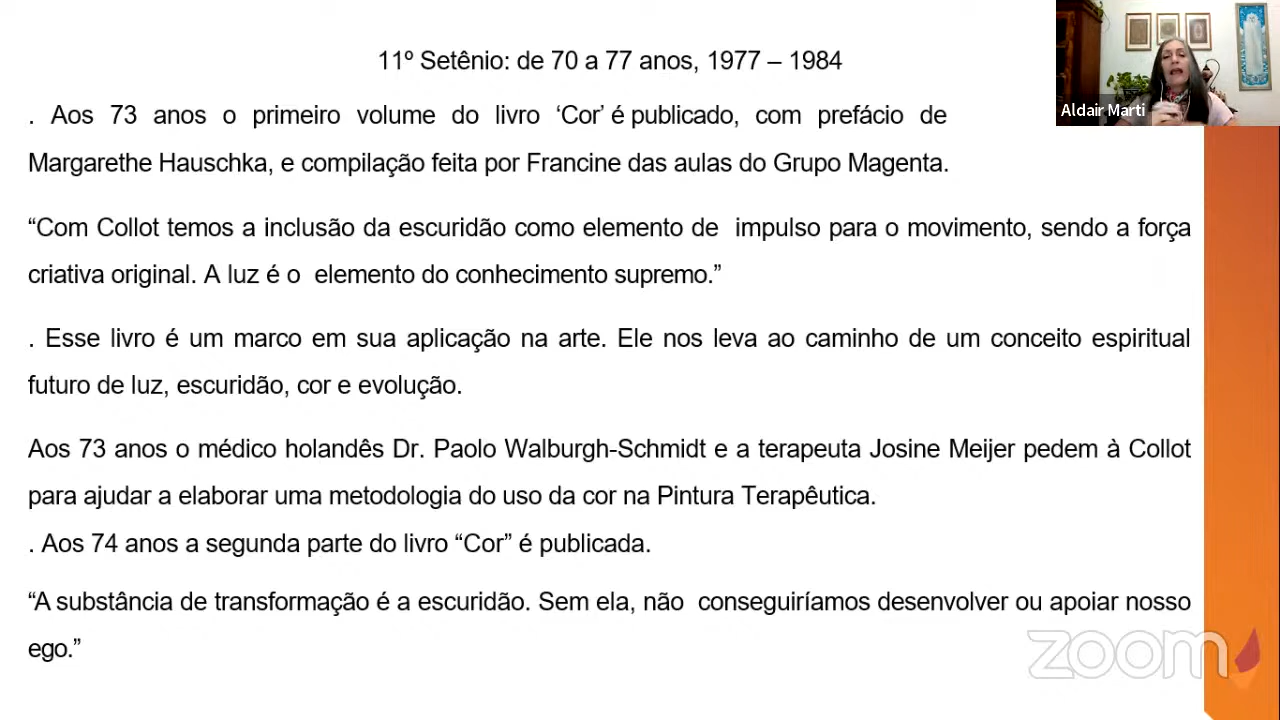 11º Setênio: de 70 a 77 anos, 1977 – 1984
. Aos 73 anos o primeiro volume do livro ‘Cor’ é publicado, com prefácio de
Margarethe Hauschka, e compilação feita por Francine das aulas do Grupo Magenta.
“Com Collot temos a inclusão da escuridão como elemento de impulso para o movimento, sendo a força
criativa original. A luz é o elemento do conhecimento supremo.”
. Esse livro é um marco em sua aplicação na arte. Ele nos leva ao caminho de um conceito espiritual
futuro de luz, escuridão, cor e evolução.
Aos 73 anos o médico holandês Dr. Paolo Walburgh-Schmidt e a terapeuta Josine Meijer pedem à Collot
para ajudar a elaborar uma metodologia do uso da cor na Pintura Terapêutica.
. Aos 74 anos a segunda parte do livro “Cor” é publicada.
“A substância de transformação é a escuridão. Sem ela, não conseguiríamos desenvolver ou apoiar nosso
ego.”
Aldair Marti
zoom